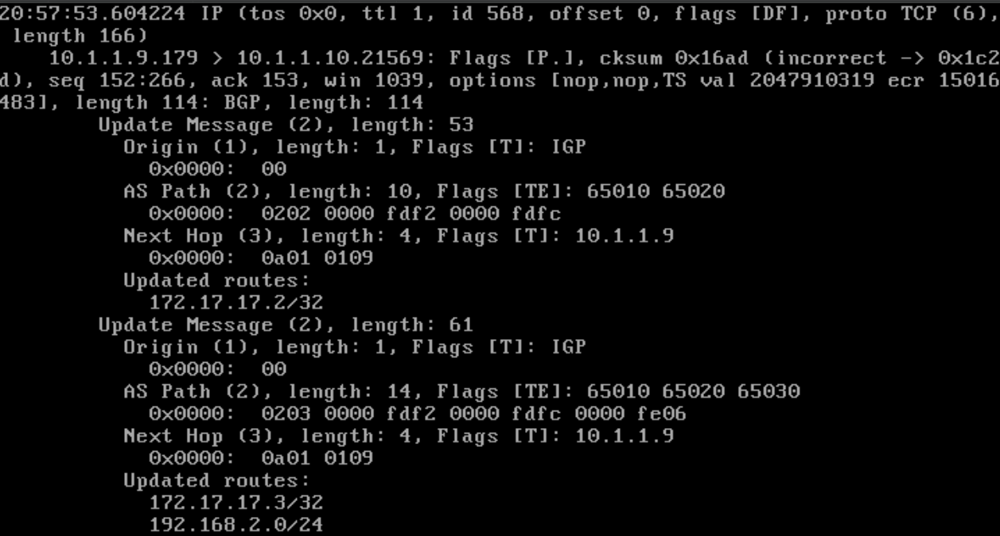 20:57:53.604224 IP (tos 0x0, ttl 1, id 568, offset 0, flags [DF], proto TCP (6),
 length 166)
    10.1.1.9.179 > 10.1.1.10.21569: Flags [P.], cksum 0x16ad (incorrect -> 0x1c2
d), seq 152:266, ack 153, win 1039, options [nop,nop,TS val 2047910319 ecr 15016
483], length 114: BGP, length: 114
        Update Message (2), length: 53
          Origin (1), length: 1, Flags [T]: IGP
            0x0000:  00
          AS Path (2), length: 10, Flags [TE]: 65010 65020
            0x0000:  0202 0000 fdf2 0000 fdfc
          Next Hop (3), length: 4, Flags [T]: 10.1.1.9
            0x0000:  0a01 0109
          Updated routes:
            172.17.17.2/32
        Update Message (2), length: 61
          Origin (1), length: 1, Flags [T]: IGP
            0x0000:  00
          AS Path (2), length: 14, Flags [TE]: 65010 65020 65030
            0x0000:  0203 0000 fdf2 0000 fdfc 0000 fe06
          Next Hop (3), length: 4, Flags [T]: 10.1.1.9
            0x0000:  0a01 0109
          Updated routes:
            172.17.17.3/32
            192.168.2.0/24